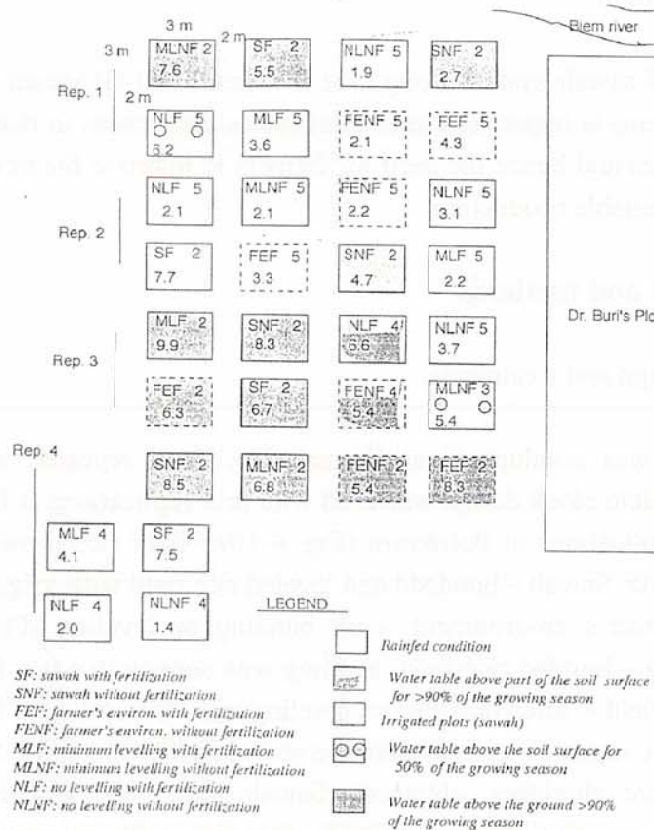 Biem river
3 m
2 m
3 m
MLNF 2
7.6
SF 2
5.5
NLNF 5
1.9
SNF 2
2.7
Rep. 1
2 m
NLF 5
6.2
MLF 5
3.6
FENF 5
2.1
FEF 5
4.3
NLF 5
2.1
MLNF 5
2.1
FENF 5
2.2
NLNF 5
3.1
Rep. 2
SF 2
7.7
FEF 5
3.3
SNF 2
4.7
MLF 5
2.2
Dr. Buri's Plo
MLF 2
9.9
SNF 2
8.3
NLF 4
6.6
NLNF 5
3.7
Rep. 3
FEF 2
6.3
SF 2
6.7
FENF 4
5.4
MLNF 3
5.4
Rep. 4
SNF 2
8.5
MLNF 2
6.8
FENF 2
5.4
FEF 2
8.3
MLF 4
4.1
SF 2
7.5
NLF 4
2.0
NLNF 4
1.4
LEGEND
Rainfed condition
Water table above part of the soil surface
for >90% of the growing season
Irrigated plots (sawah)
Water table above the soil surface for
50% of the growing season
Water table above the ground >90%
of the growing season
SF: sawah with fertilization
SNF: sawah without fertilization
FEF: farmer's environ. with fertilization
FENF: farmer's environ. without fertilization
MLF: minimum levelling with fertilization
MLNF: minimum levelling without fertilization
NLF: no levelling with fertilization
NLNF: no levelling without fertilization